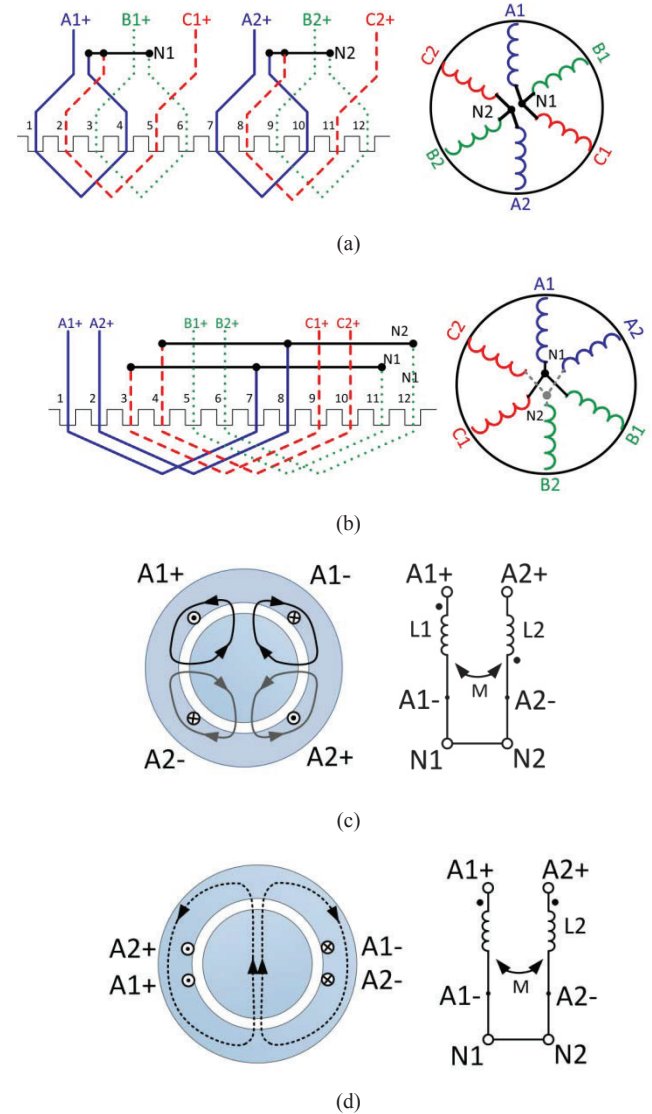 A1+ B1+ C1+ A2+ B2+ C2+
N1 N2
1 2 3 4 5 6 7 8 9 10 11 12
A1
B1
C1
A2
B2
C2
N1
N2
(a)
A1+ A2+ B1+ B2+ C1+ C2+
N2
N1
N1
1 2 3 4 5 6 7 8 9 10 11 12
A1
A2
B1
B2
C1
C2
N1
N2
(b)
A1+ A1-
A2- A2+
A1+ A2+
L1 L2
M
A1- A2-
N1 N2
(c)
A2+ A1-
A1+ A2-
A1+ A2+
L2
M
A1- A2-
N1 N2
(d)